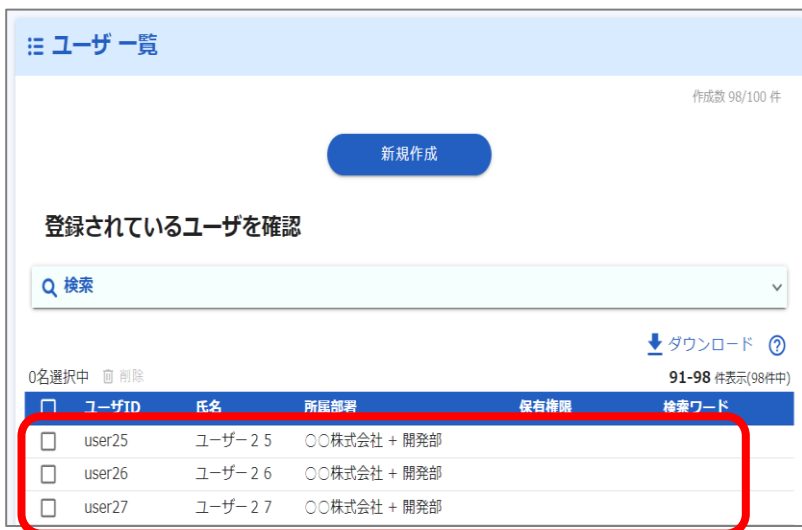 ユーザ 一覧
作成数 98/100 件
新規作成
登録されているユーザを確認
検索
ダウンロード
0名選択中 削除
91-98 件表示(98件中)
ユーザID 氏名 所属部署 保有権限 検索ワード
user25 ユーザー２５ ○○株式会社 + 開発部
user26 ユーザー２６ ○○株式会社 + 開発部
user27 ユーザー２７ ○○株式会社 + 開発部